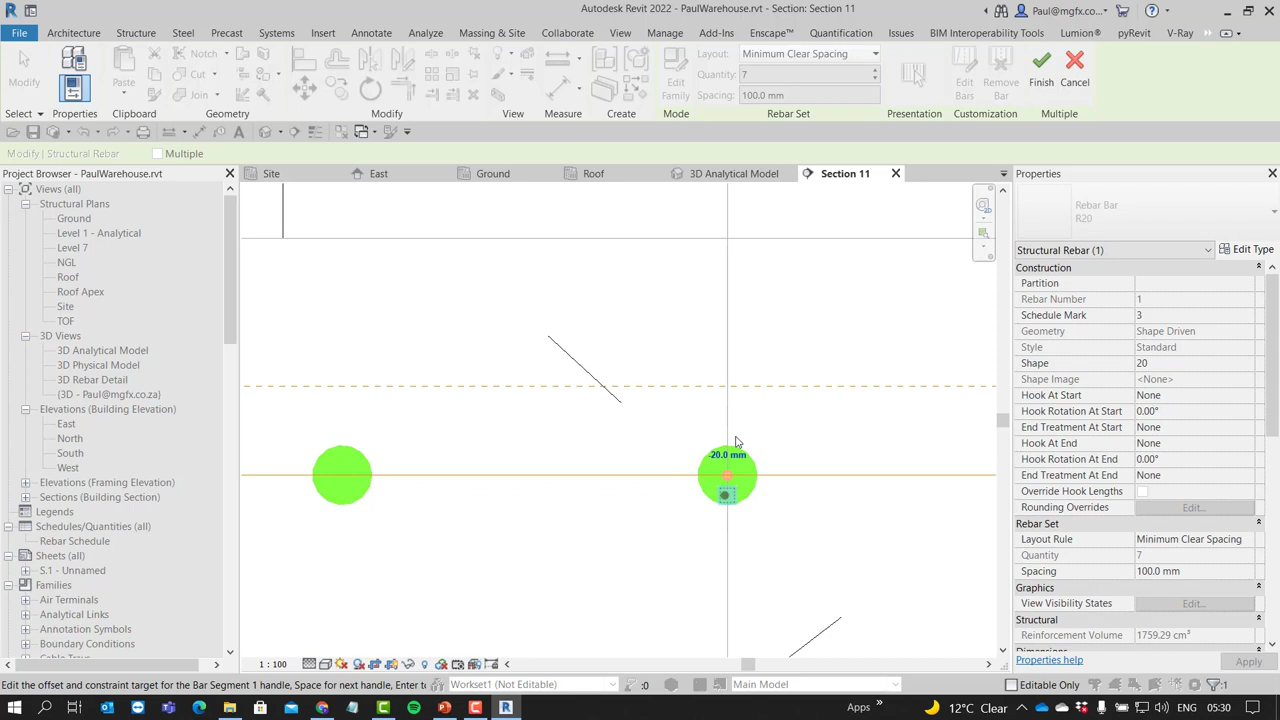 Autodesk Revit 2022 - PaulWarehouse.rvt - Section: Section 11
Paul@mgfx.co...
File Architecture Structure Steel Precast Systems Insert Annotate Analyze Massing & Site Collaborate View Manage Add-Ins Enscape™ Quantification Issues BIM Interoperability Tools Lumion® pyRevit V-Ray
Modify
Properties
Paste
Notch
Cut
Join
Edit
Family
Layout: Minimum Clear Spacing
Quantity: 7
Spacing: 100.0 mm
Edit
Bars
Remove
Bar
Finish
Cancel
Select Properties Clipboard Geometry Modify View Measure Create Mode Rebar Set Presentation Customization Multiple
Modify | Structural Rebar Multiple
Project Browser - PaulWarehouse.rvt
Site East Ground Roof 3D Analytical Model Section 11
Views (all)
Structural Plans
Ground
Level 1 - Analytical
Level 7
NGL
Roof
Roof Apex
Site
TOF
3D Views
3D Analytical Model
3D Physical Model
3D Rebar Detail
{3D - Paul@mgfx.co.za}
Elevations (Building Elevation)
East
North
South
West
Elevations (Framing Elevation)
Sections (Building Section)
Legends
Schedules/Quantities (all)
Rebar Schedule
Sheets (all)
S.1 - Unnamed
Families
Air Terminals
Analytical Links
Annotation Symbols
Boundary Conditions
2D
-20.0 mm
Properties
Rebar Bar
R20
Structural Rebar (1) Edit Type
Construction
Partition
Rebar Number 1
Schedule Mark 3
Geometry Shape Driven
Style Standard
Shape 20
Shape Image <None>
Hook At Start None
Hook Rotation At Start 0.00°
End Treatment At Start None
Hook At End None
Hook Rotation At End 0.00°
End Treatment At End None
Override Hook Lengths
Rounding Overrides Edit...
Rebar Set
Layout Rule Minimum Clear Spacing
Quantity 7
Spacing 100.0 mm
Graphics
View Visibility States Edit...
Structural
Reinforcement Volume 1759.29 cm³
Properties help Apply
1 : 100
Edit the offset and constraint target for the Bar Segment 1 handle, Space for next handle, Enter to
Workset1 (Not Editable) :0 Main Model Editable Only :1
Apps 12°C Clear ENG 05:30